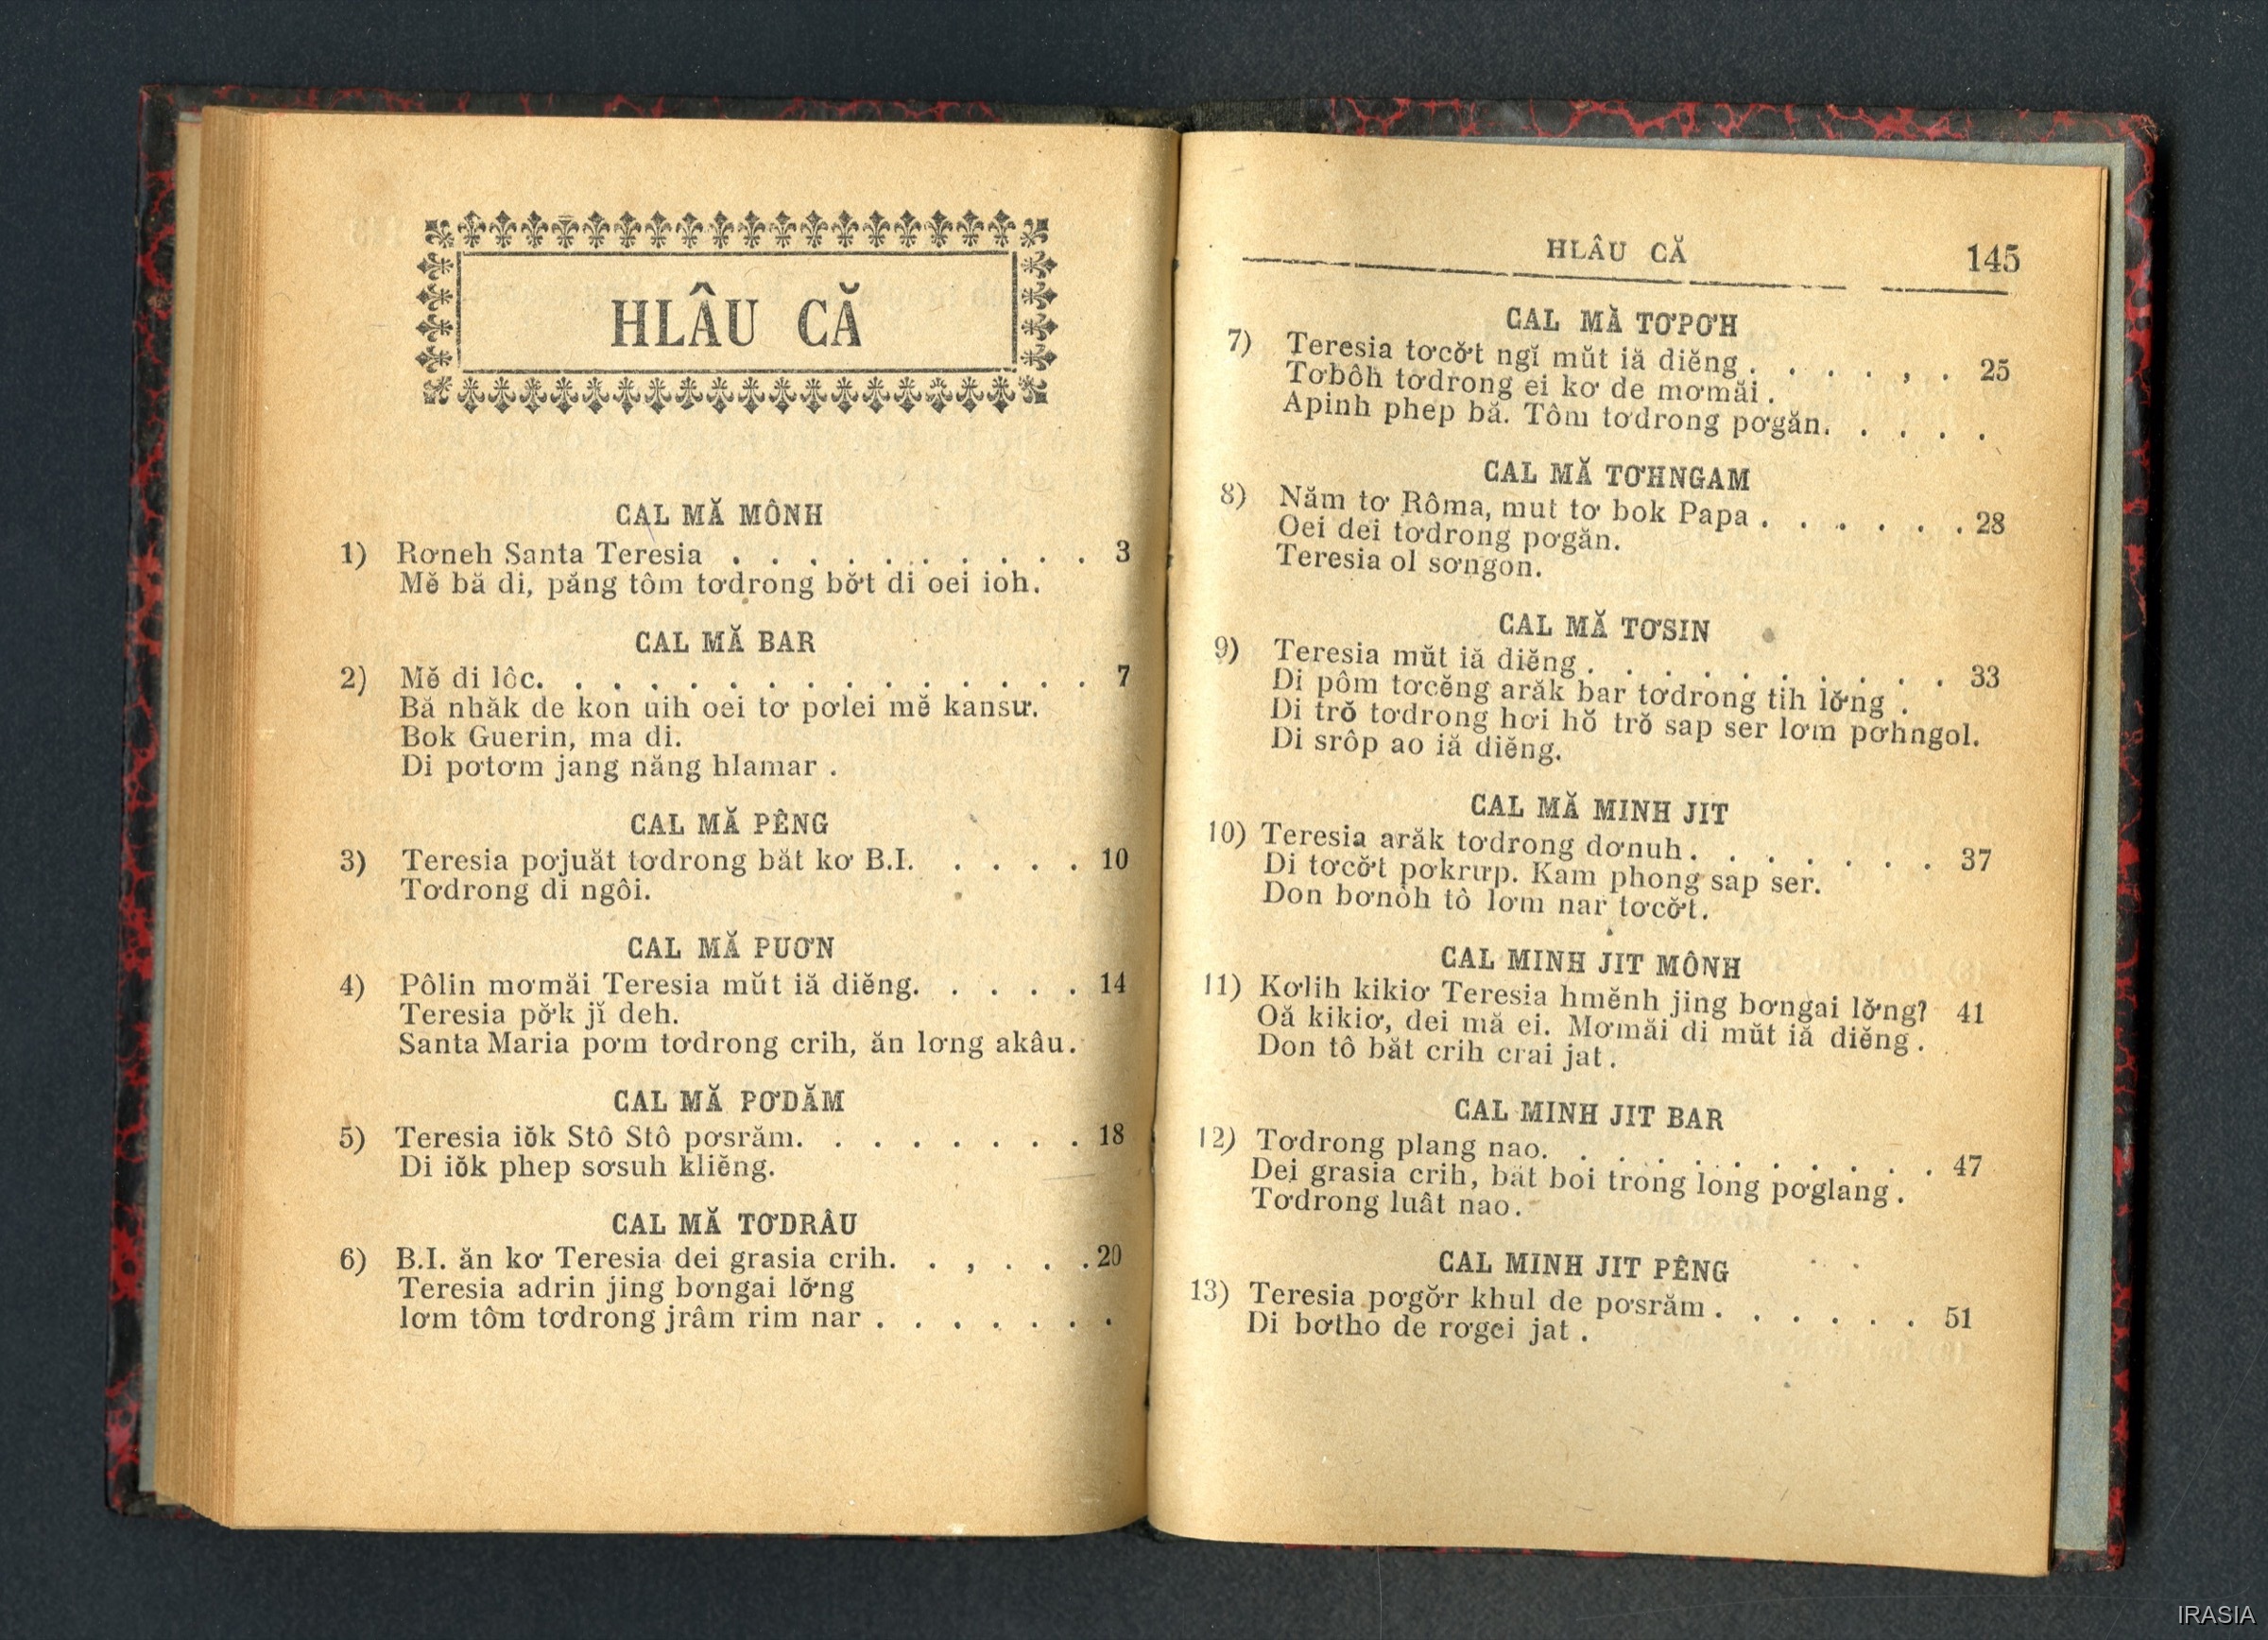 HLÂU CĂ
CAL MĂ MÔNH
1) Rơneh Santa Teresia . . . . . . . . . . 3
Mĕ bă di, păng tôm tơdrong bơ̆t di oei ioh.
CAL MĂ BAR
2) Mĕ di lôc. . . . . . . . . . . . . . . 7
Bă nhăk de kon uih oei tơ pơlei mĕ kansư.
Bok Guerin, ma di.
Di pơtơm jang năng hlamar .
CAL MĂ PÊNG
3) Teresia pơjuăt tơdrong băt kơ B.I. . . . . 10
Tơdrong di ngôi.
CAL MĂ PUƠN
4) Pôlin mơmăi Teresia mŭt iă diĕng. . . . . 14
Teresia pơ̆k jĭ deh.
Santa Maria pơm tơdrong crih, ăn lơng akâu.
CAL MĂ PƠDĂM
5) Teresia iŏk Stô Stô pơsrăm. . . . . . . . 18
Di iŏk phep sơsuh kliĕng.
CAL MĂ TƠDRÂU
6) B.I. ăn kơ Teresia dei grasia crih. . , . . . 20
Teresia adrin jing bơngai lơ̆ng
lơm tôm tơdrong jrâm rim nar . . . . . . .
HLÂU CĂ 145
CAL MĂ TƠPƠH
7) Teresia tơcơ̆t ngĭ mŭt iă diĕng . . . . , . 25
Tơbôh tơdrong ei kơ de mơmăi .
Apinh phep bă. Tôm tơdrong pơgăn. . . . .
CAL MĂ TƠHNGAM
8) Năm tơ Rôma, mut tơ bok Papa . . . . . . 28
Oei dei tơdrong pơgăn.
Teresia ol sơngon.
CAL MĂ TƠSIN
9) Teresia mŭt iă diĕng . . . . . . . . . . 33
Di pôm tơcĕng arăk bar tơdrong tih lơ̆ng .
Di trŏ tơdrong hơi hŏ trŏ sap ser lơm pơhngol.
Di srôp ao iă diĕng.
CAL MĂ MINH JIT
10) Teresia arăk tơdrong dơnuh . . . . . . . 37
Di tơcơ̆t pơkrưp. Kam phong sap ser.
Don bơnôh tô lơm nar tơcơ̆t.
CAL MINH JIT MÔNH
11) Kơlih kikiơ Teresia hmĕnh jing bơngai lơ̆ng? 41
Oă kikiơ, dei mă ei. Mơmăi di mŭt iă diĕng .
Don tô băt crih crai jat .
CAL MINH JIT BAR
12) Tơdrong plang nao. . . . . . . . . . . 47
Dei grasia crih, băt boi trong long pơglang .
Tơdrong luât nao .
CAL MINH JIT PÊNG
13) Teresia pơgơ̆r khul de pơsrăm . . . . . . 51
Di bơtho de rơgei jat .
IRASIA